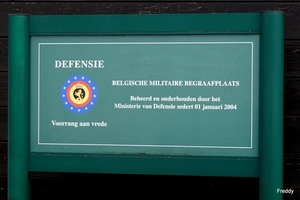 DEFENSIE
BELGISCHE MILITAIRE BEGRAAFPLAATS
Beheerd en onderhouden door het
Ministerie van Defensie sedert 01 januari 2004
Voorrang aan vrede
Freddy